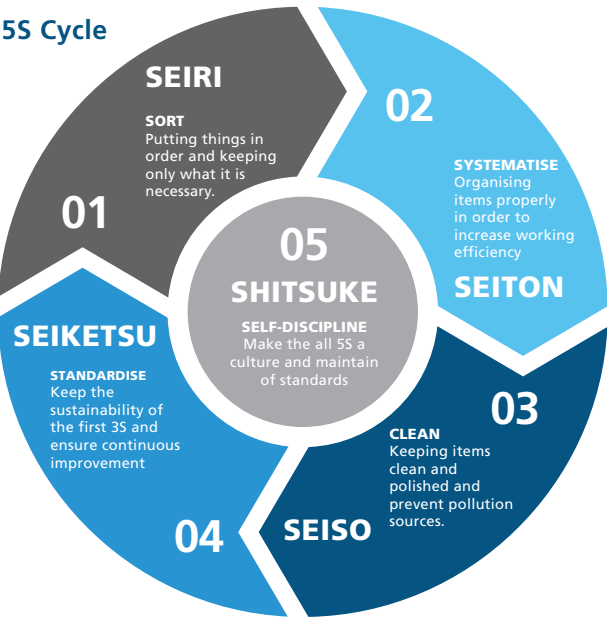 5S Cycle
01
SEIRI
SORT
Putting things in
order and keeping
only what it is
necessary.
02
SYSTEMATISE
Organising
items properly
in order to
increase working
efficiency
SEITON
03
CLEAN
Keeping items
clean and
polished and
prevent pollution
sources.
SEISO
04
SEIKETSU
STANDARDISE
Keep the
sustainability of
the first 3S and
ensure continuous
improvement
05
SHITSUKE
SELF-DISCIPLINE
Make the all 5S a
culture and maintain
of standards